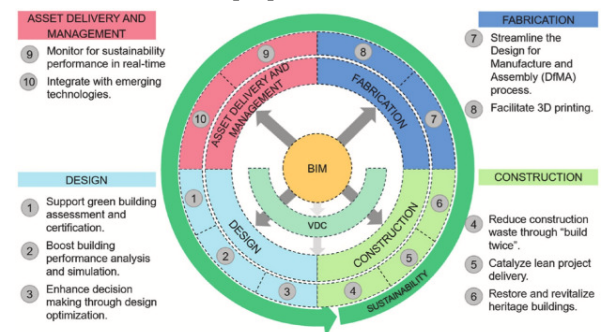 ASSET DELIVERY AND
MANAGEMENT
9 Monitor for sustainability
performance in real-time
10 Integrate with emerging
technologies.
DESIGN
1 Support green building
assessment and
certification.
2 Boost building
performance analysis
and simulation.
3 Enhance decision
making through design
optimization.
9
8
10
7
1
6
2
5
3
4
ASSET DELIVERY AND
MANAGEMENT
FABRICATION
BIM
VDC
DESIGN
CONSTRUCTION
SUSTAINABILITY
FABRICATION
7 Streamline the
Design for
Manufacture and
Assembly (DfMA)
process.
8 Facilitate 3D printing.
CONSTRUCTION
4 Reduce construction
waste through “build
twice”.
5 Catalyze lean project
delivery.
6 Restore and revitalize
heritage buildings.